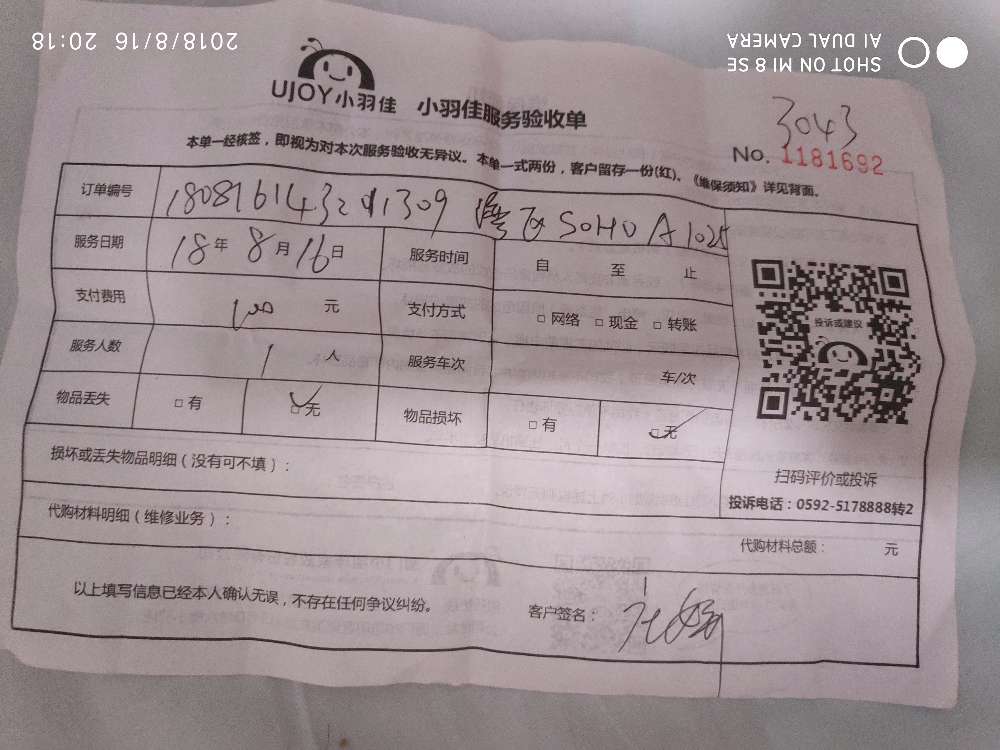 2018/8/16 20:18
SHOT ON MI 8 SE
AI DUAL CAMERA
UJOY小羽佳 小羽佳服务验收单
3043
No. 1181692
本单一经核签，即视为对本次服务验收无异议。本单一式两份，客户留存一份(红)、《维保须知》详见背面。
订单编号 SOHO A 1025
服务日期 18年 8月16日 服务时间 自 至 止
支付费用 100 元 支付方式 □网络 □现金 □转账
服务人数 1 人 服务车次 车/次
物品丢失 □有 ☑无 物品损坏 □有 ☑无
投诉或建议
扫码评价或投诉
投诉电话：0592-5178888转2
损坏或丢失物品明细（没有可不填）：
代购材料明细（维修业务）：
代购材料总额： 元
以上填写信息已经本人确认无误，不存在任何争议纠纷。 客户签名：